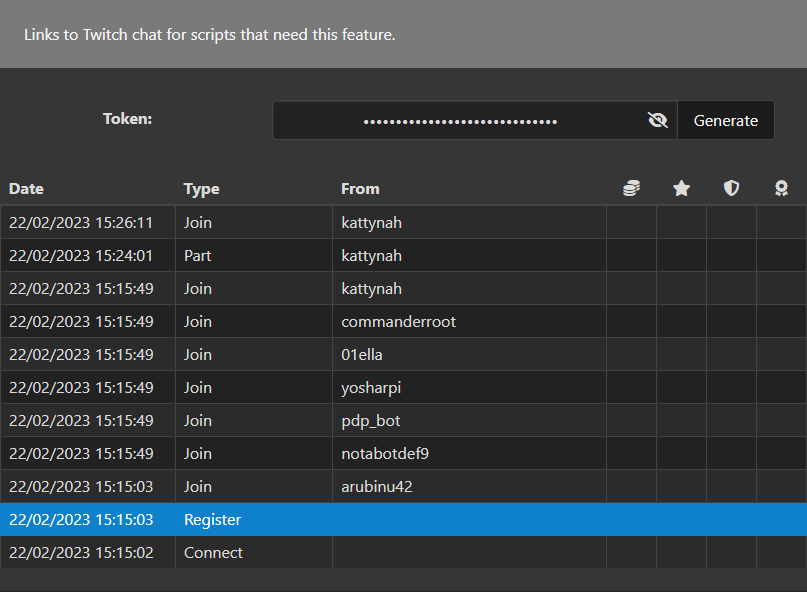 Links to Twitch chat for scripts that need this feature.
Token: •••••••••••••••••••••••••••••• Generate
Date Type From
22/02/2023 15:26:11 Join kattynah
22/02/2023 15:24:01 Part kattynah
22/02/2023 15:15:49 Join kattynah
22/02/2023 15:15:49 Join commanderroot
22/02/2023 15:15:49 Join 01ella
22/02/2023 15:15:49 Join yosharpi
22/02/2023 15:15:49 Join pdp_bot
22/02/2023 15:15:49 Join notabotdef9
22/02/2023 15:15:03 Join arubinu42
22/02/2023 15:15:03 Register
22/02/2023 15:15:02 Connect